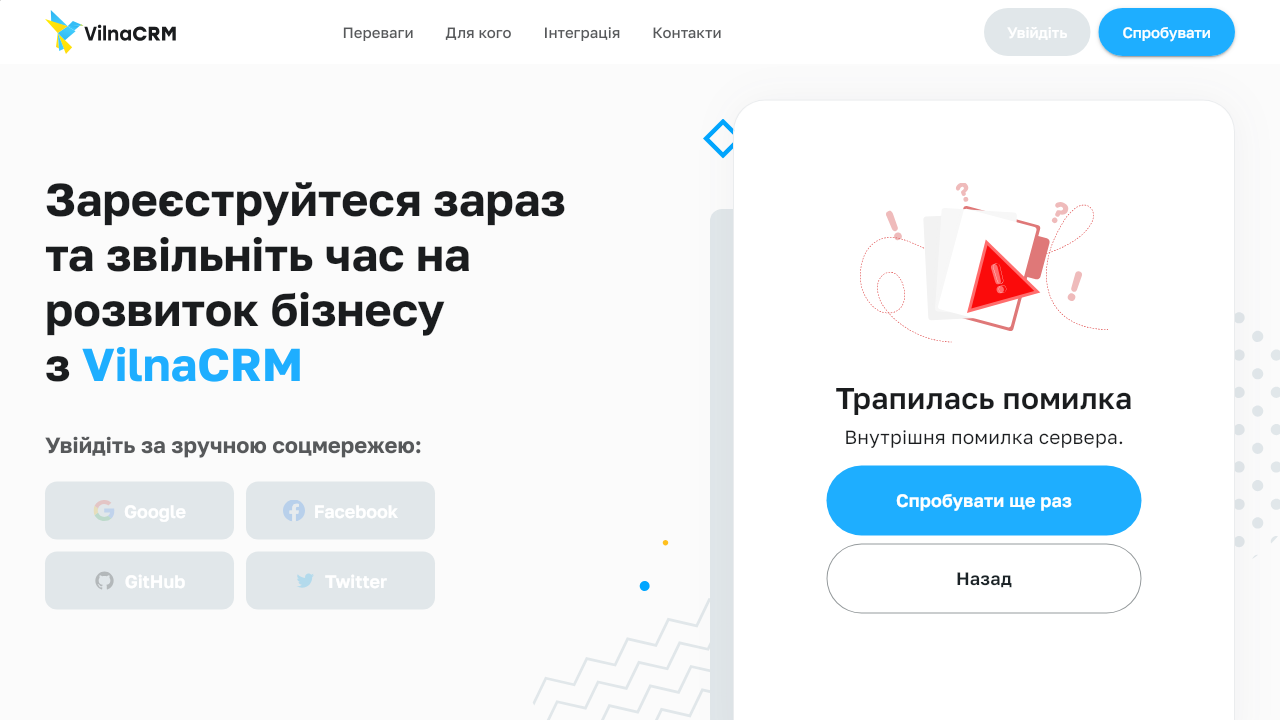 VilnaCRM
Переваги
Для кого
Інтеграція
Контакти
Увійдіть
Спробувати
Зареєструйтеся зараз
та звільніть час на
розвиток бізнесу
з VilnaCRM
Увійдіть за зручною соцмережею:
Google
Facebook
GitHub
Twitter
Трапилась помилка
Внутрішня помилка сервера.
Спробувати ще раз
Назад